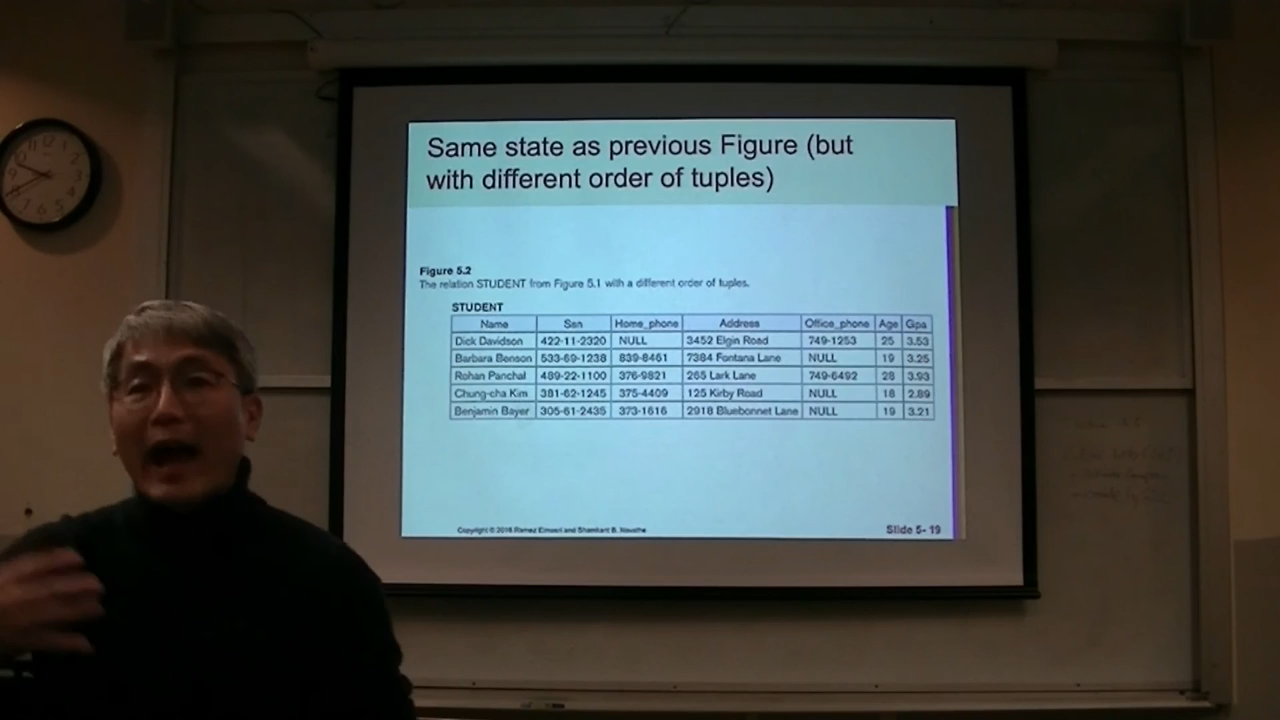 Same state as previous Figure (but
with different order of tuples)
Figure 5.2
The relation STUDENT from Figure 5.1 with a different order of tuples.
STUDENT
Name Ssn Home_phone Address Office_phone Age Gpa
Dick Davidson 422-11-2320 NULL 3452 Elgin Road 749-1253 25 3.53
Barbara Benson 533-69-1238 839-8461 7384 Fontana Lane NULL 19 3.25
Rohan Panchal 489-22-1100 376-9821 265 Lark Lane 749-6492 28 3.93
Chung-cha Kim 381-62-1245 375-4409 125 Kirby Road NULL 18 2.89
Benjamin Bayer 305-61-2435 373-1616 2918 Bluebonnet Lane NULL 19 3.21
Copyright © 2016 Ramez Elmasri and Shamkant B. Navathe
Slide 5- 19